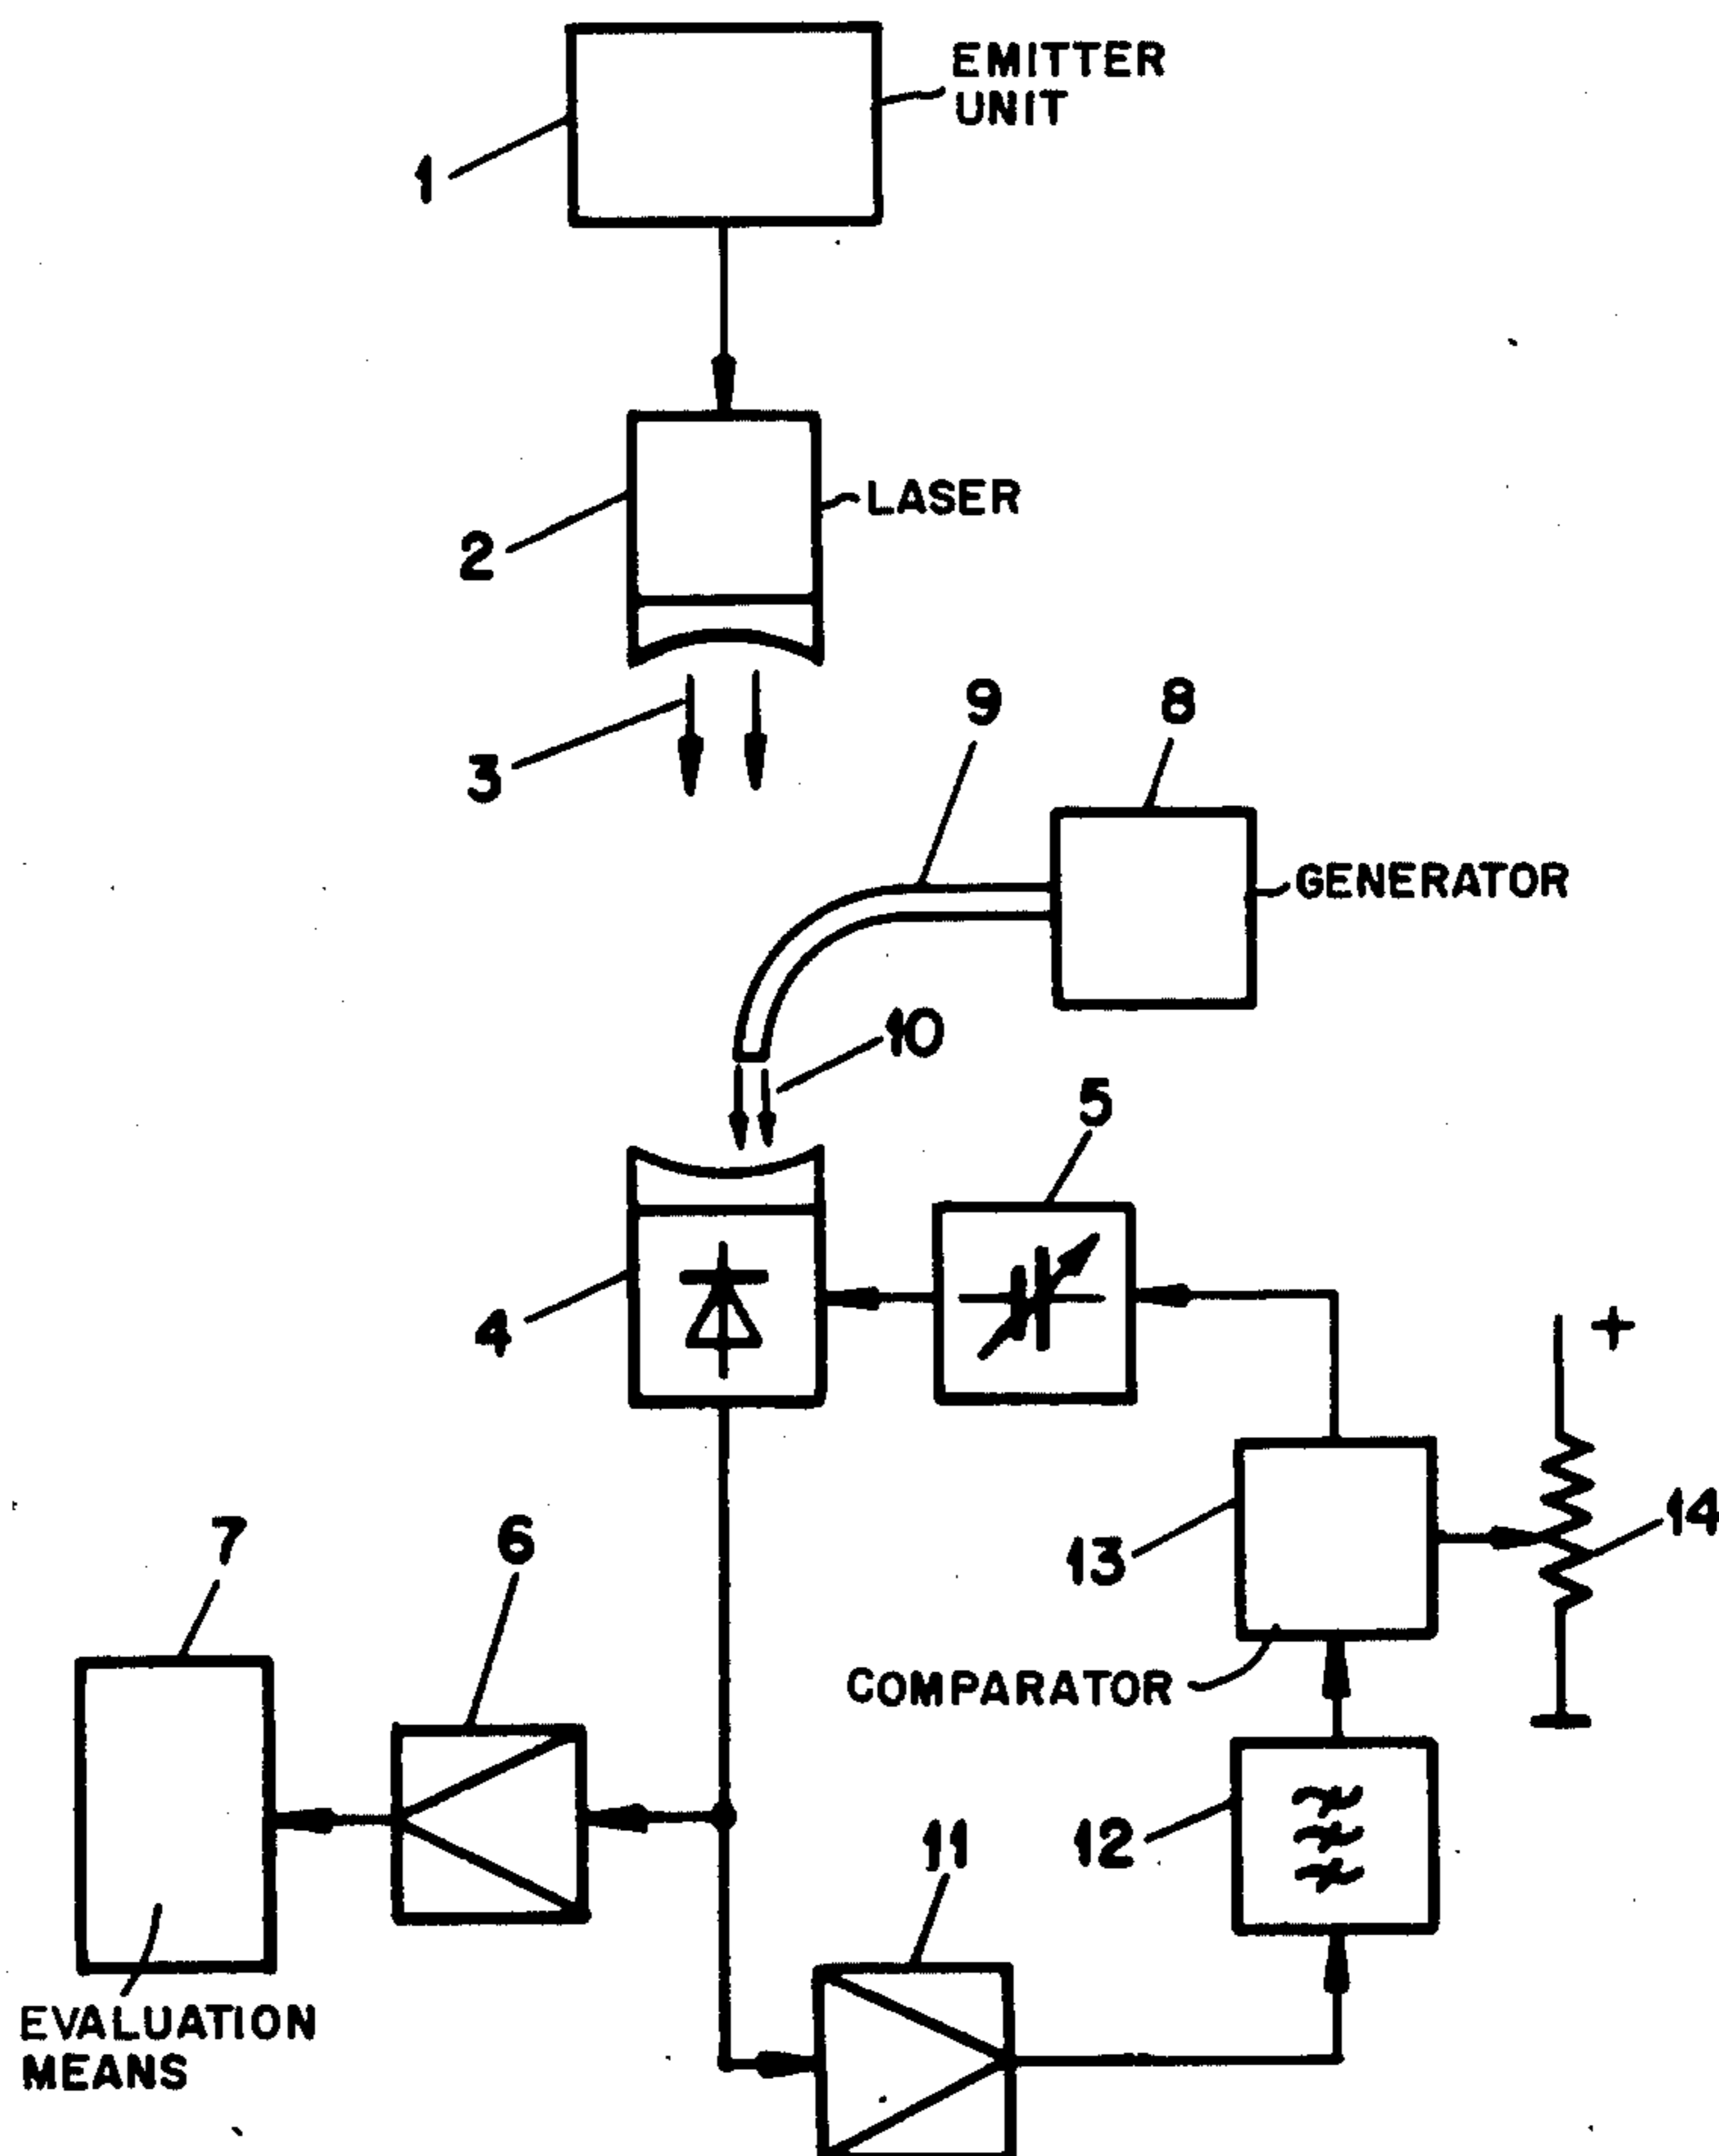 EMITTER
UNIT
1
LASER
2
3
9
8
GENERATOR
10
5
4
+
14
13
7
6
COMPARATOR
11
12
EVALUATION
MEANS